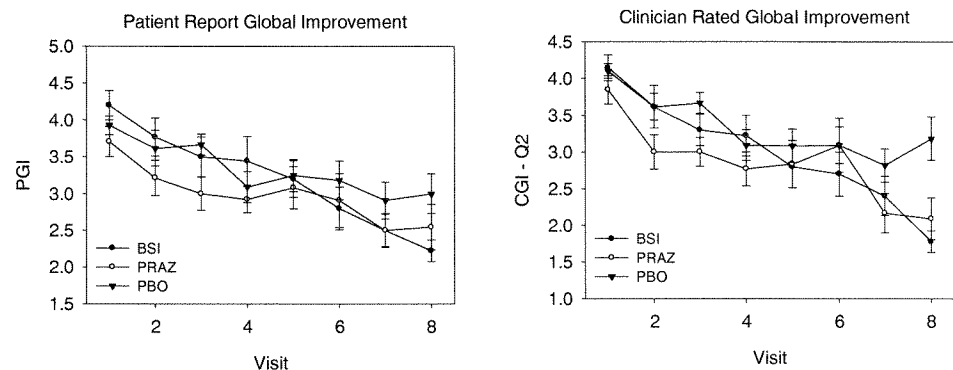 Patient Report Global Improvement
5.0
4.5
4.0
3.5
3.0
2.5
2.0
1.5
PGI
BSI
PRAZ
PBO
2 4 6 8
Visit
Clinician Rated Global Improvement
4.5
4.0
3.5
3.0
2.5
2.0
1.5
1.0
CGI - Q2
BSI
PRAZ
PBO
2 4 6 8
Visit